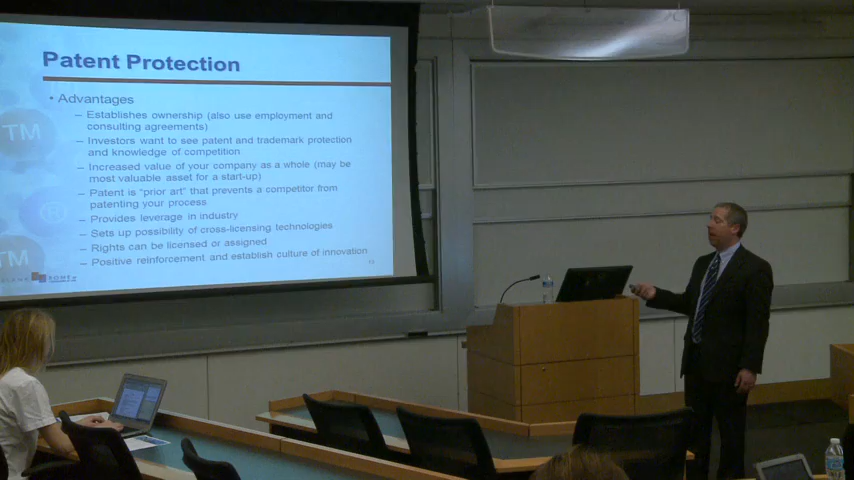 Patent Protection
• Advantages
– Establishes ownership (also use employment and
consulting agreements)
– Investors want to see patent and trademark protection
and knowledge of competition
– Increased value of your company as a whole (may be
most valuable asset for a start-up)
– Patent is "prior art" that prevents a competitor from
patenting your process
– Provides leverage in industry
– Sets up possibility of cross-licensing technologies
– Rights can be licensed or assigned
– Positive reinforcement and establish culture of innovation
TM
®
TM
ROME